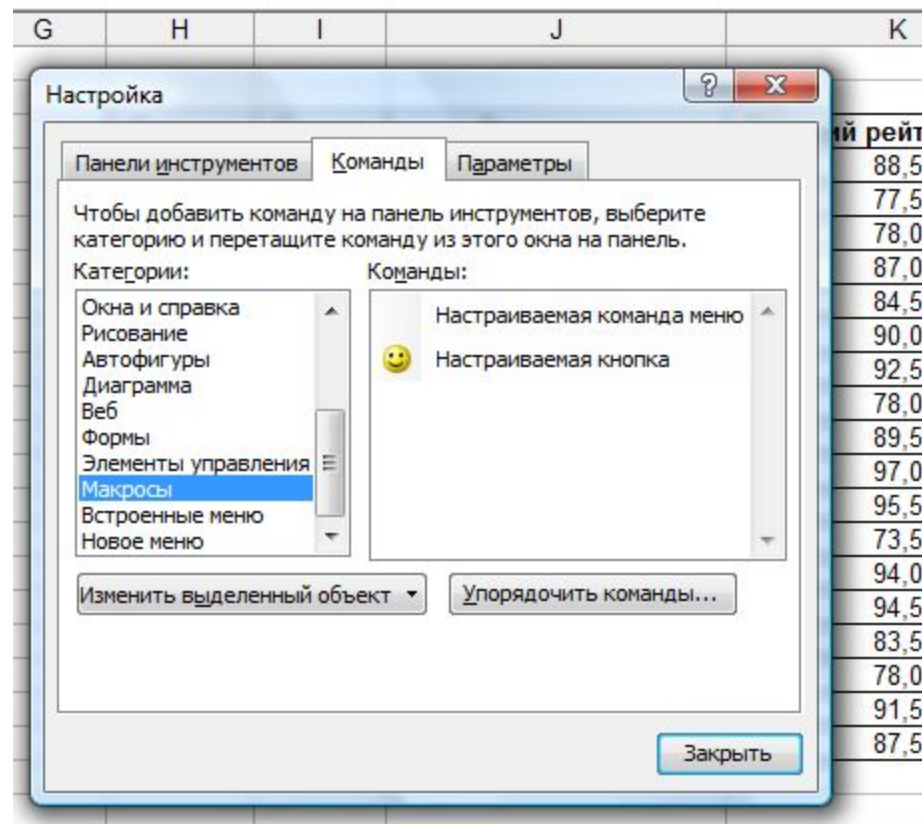 G H I J K
Настройка
ий рейт
Панели инструментов Команды Параметры
Чтобы добавить команду на панель инструментов, выберите
категорию и перетащите команду из этого окна на панель.
Категории: Команды:
Окна и справка
Рисование
Автофигуры
Диаграмма
Веб
Формы
Элементы управления
Макросы
Встроенные меню
Новое меню
Настраиваемая команда меню
Настраиваемая кнопка
Изменить выделенный объект Упорядочить команды...
Закрыть
88,5
77,5
78,0
87,0
84,5
90,0
92,5
78,0
89,5
97,0
95,5
73,5
94,0
94,5
83,5
78,0
91,5
87,5